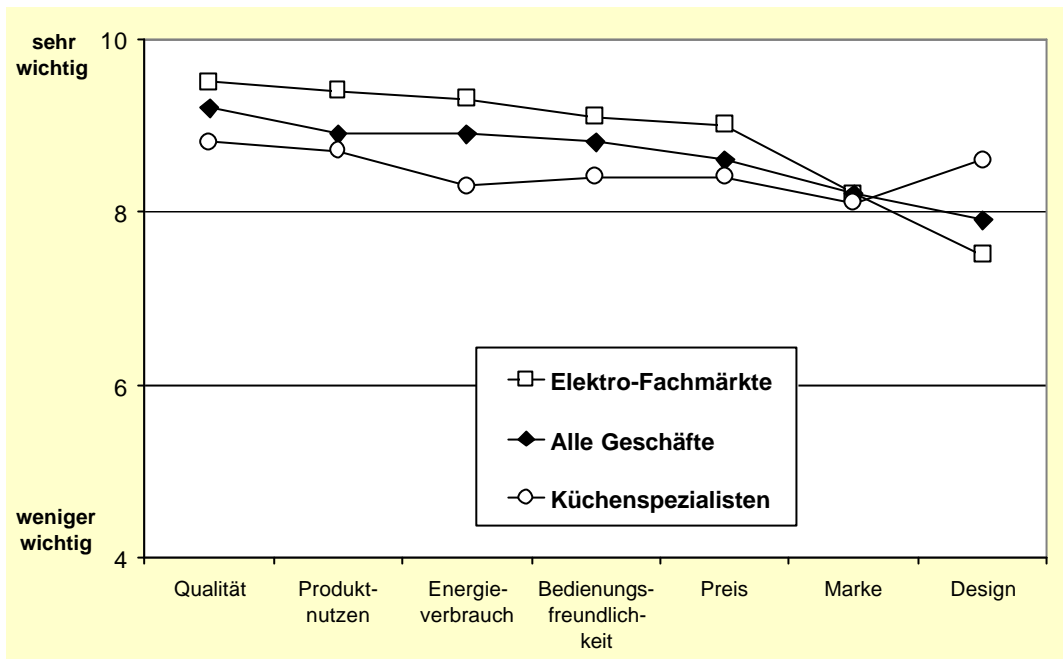 sehr
wichtig
10
8
6
weniger
wichtig
4
Elektro-Fachmärkte
Alle Geschäfte
Küchenspezialisten
Qualität
Produkt-
nutzen
Energie-
verbrauch
Bedienungs-
freundlich-
keit
Preis
Marke
Design